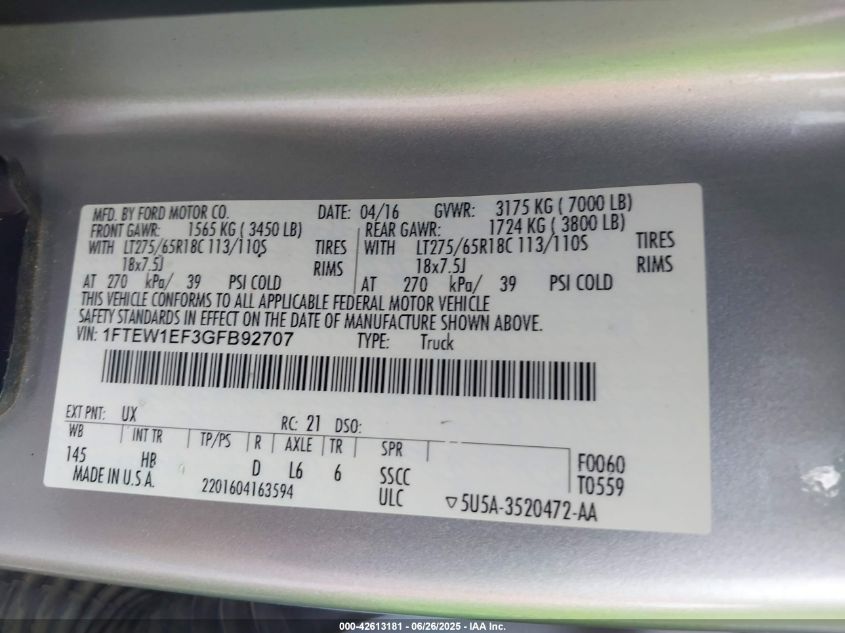 MFD. BY FORD MOTOR CO. DATE: 04/16 GVWR: 3175 KG ( 7000 LB)
FRONT GAWR: 1565 KG ( 3450 LB) REAR GAWR: 1724 KG ( 3800 LB)
WITH LT275/65R18C 113/110S TIRES WITH LT275/65R18C 113/110S TIRES
18x7.5J RIMS 18x7.5J RIMS
AT 270 kPa/ 39 PSI COLD AT 270 kPa/ 39 PSI COLD
THIS VEHICLE CONFORMS TO ALL APPLICABLE FEDERAL MOTOR VEHICLE
SAFETY STANDARDS IN EFFECT ON THE DATE OF MANUFACTURE SHOWN ABOVE.
VIN: 1FTEW1EF3GFB92707 TYPE: Truck
EXT PNT: UX RC: 21 DSO:
WB INT TR TP/PS R AXLE TR SPR
145 HB D L6 6 SSCC F0060
MADE IN U.S.A. 2201604163594 ULC T0559
▽5U5A-3520472-AA
000-42613181 - 06/26/2025 - IAA Inc.